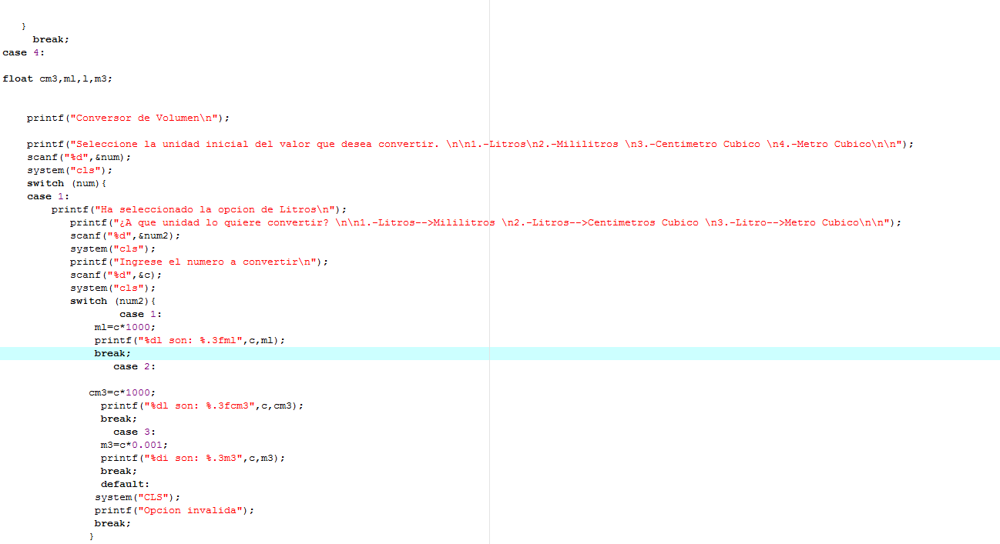 }
break;
case 4:
float cm3,ml,l,m3;
printf("Conversor de Volumen\n");
printf("Seleccione la unidad inicial del valor que desea convertir. \n\n1.-Litros\n2.-Mililitros \n3.-Centimetro Cubico \n4.-Metro Cubico\n\n");
scanf("%d",&num);
system("cls");
switch (num){
case 1:
printf("Ha seleccionado la opcion de Litros\n");
printf("¿A que unidad lo quiere convertir? \n\n1.-Litros-->Mililitros \n2.-Litros-->Centimetros Cubico \n3.-Litro-->Metro Cubico\n\n");
scanf("%d",&num2);
system("cls");
printf("Ingrese el numero a convertir\n");
scanf("%d",&c);
system("cls");
switch (num2){
case 1:
ml=c*1000;
printf("%dl son: %.3fml",c,ml);
break;
case 2:
cm3=c*1000;
printf("%dl son: %.3fcm3",c,cm3);
break;
case 3:
m3=c*0.001;
printf("%di son: %.3m3",c,m3);
break;
default:
system("CLS");
printf("Opcion invalida");
break;
}